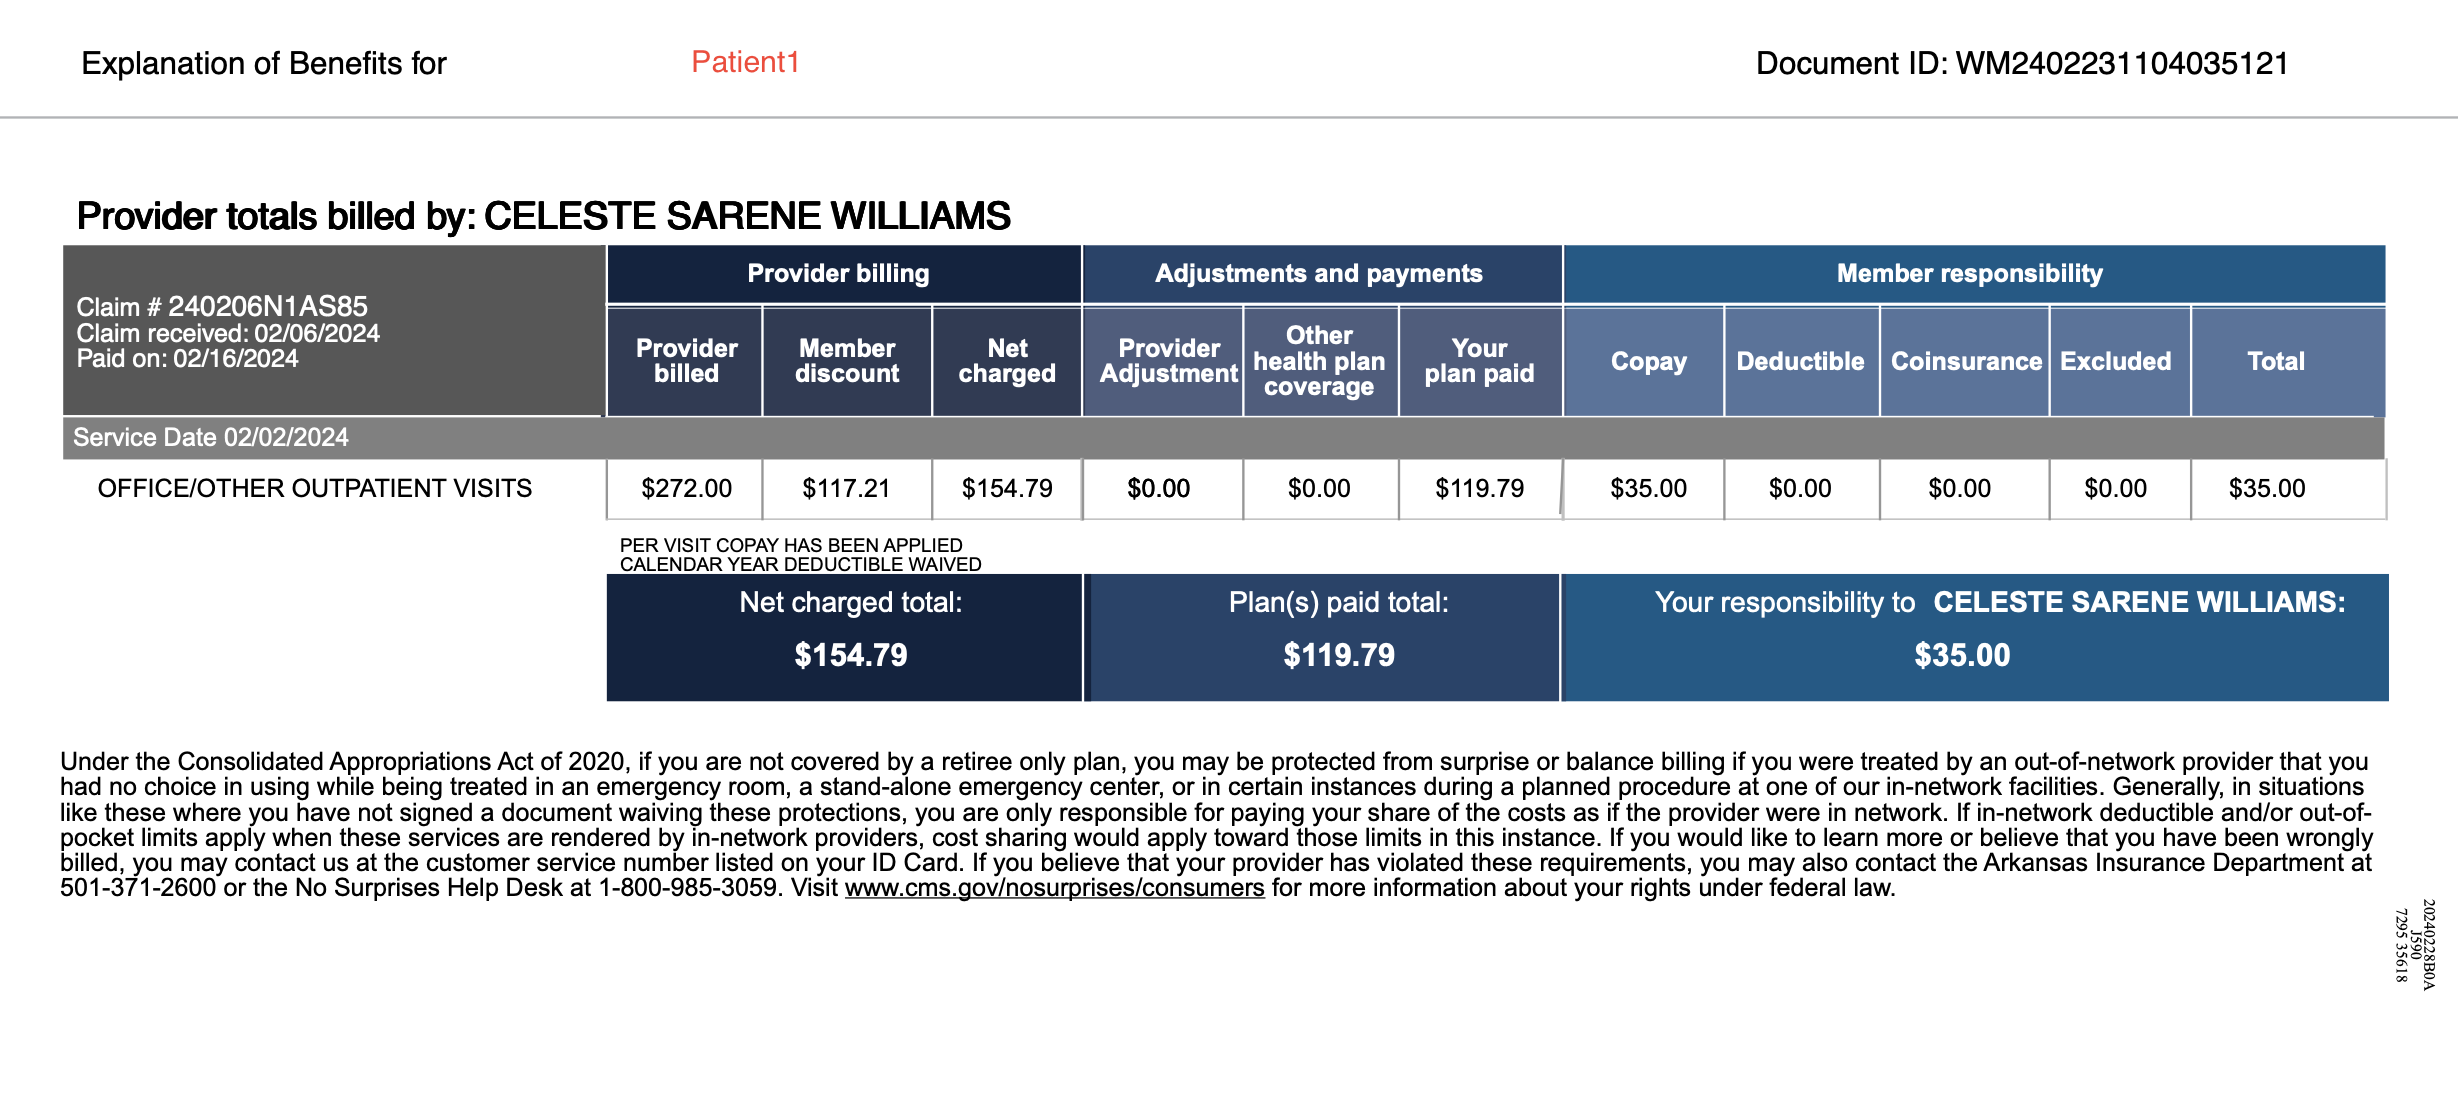 Explanation of Benefits for Patient1 Document ID: WM2402231104035121
Provider totals billed by: CELESTE SARENE WILLIAMS
Claim # 240206N1AS85
Claim received: 02/06/2024
Paid on: 02/16/2024
Provider billing Adjustments and payments Member responsibility
Provider billed
Member discount
Net charged
Provider Adjustment
Other health plan coverage
Your plan paid
Copay Deductible Coinsurance Excluded Total
Service Date 02/02/2024
OFFICE/OTHER OUTPATIENT VISITS $272.00 $117.21 $154.79 $0.00 $0.00 $119.79 $35.00 $0.00 $0.00 $0.00 $35.00
PER VISIT COPAY HAS BEEN APPLIED
CALENDAR YEAR DEDUCTIBLE WAIVED
Net charged total: Plan(s) paid total: Your responsibility to CELESTE SARENE WILLIAMS:
$154.79 $119.79 $35.00
Under the Consolidated Appropriations Act of 2020, if you are not covered by a retiree only plan, you may be protected from surprise or balance billing if you were treated by an out-of-network provider that you
had no choice in using while being treated in an emergency room, a stand-alone emergency center, or in certain instances during a planned procedure at one of our in-network facilities. Generally, in situations
like these where you have not signed a document waiving these protections, you are only responsible for paying your share of the costs as if the provider were in network. If in-network deductible and/or out-of-
pocket limits apply when these services are rendered by in-network providers, cost sharing would apply toward those limits in this instance. If you would like to learn more or believe that you have been wrongly
billed, you may contact us at the customer service number listed on your ID Card. If you believe that your provider has violated these requirements, you may also contact the Arkansas Insurance Department at
501-371-2600 or the No Surprises Help Desk at 1-800-985-3059. Visit www.cms.gov/nosurprises/consumers for more information about your rights under federal law.
20240228B0A
J590
7295 35618